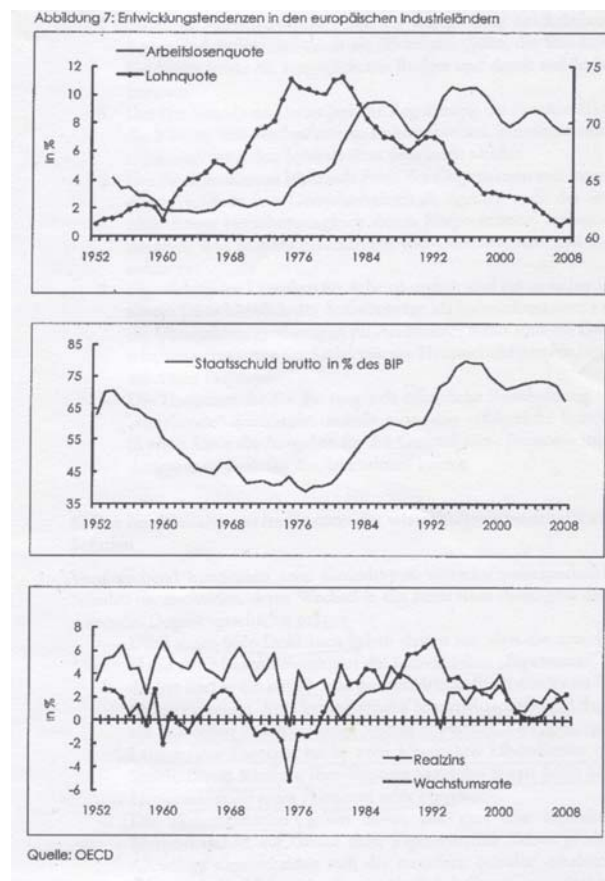 Abbildung 7: Entwicklungstendenzen in den europäischen Industrieländern
Arbeitslosenquote
Lohnquote
12
10
8
6
4
2
0
in %
75
70
65
60
1952 1960 1968 1976 1984 1992 2000 2008
Staatsschuld brutto in % des BIP
75
65
55
45
35
1952 1960 1968 1976 1984 1992 2000 2008
8
6
4
2
0
-2
-4
-6
in %
Realzins
Wachstumsrate
1952 1960 1968 1976 1984 1992 2000 2008
Quelle: OECD